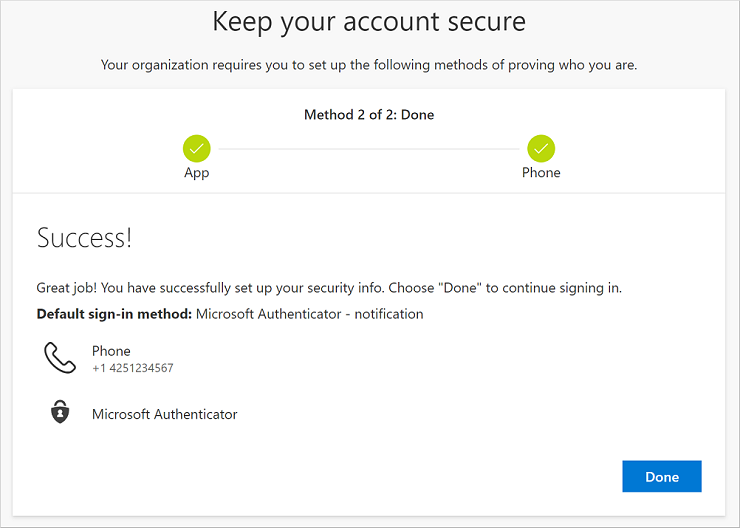 Keep your account secure
Your organization requires you to set up the following methods of proving who you are.
Method 2 of 2: Done
App
Phone
Success!
Great job! You have successfully set up your security info. Choose "Done" to continue signing in.
Default sign-in method: Microsoft Authenticator - notification
Phone
+1 4251234567
Microsoft Authenticator
Done